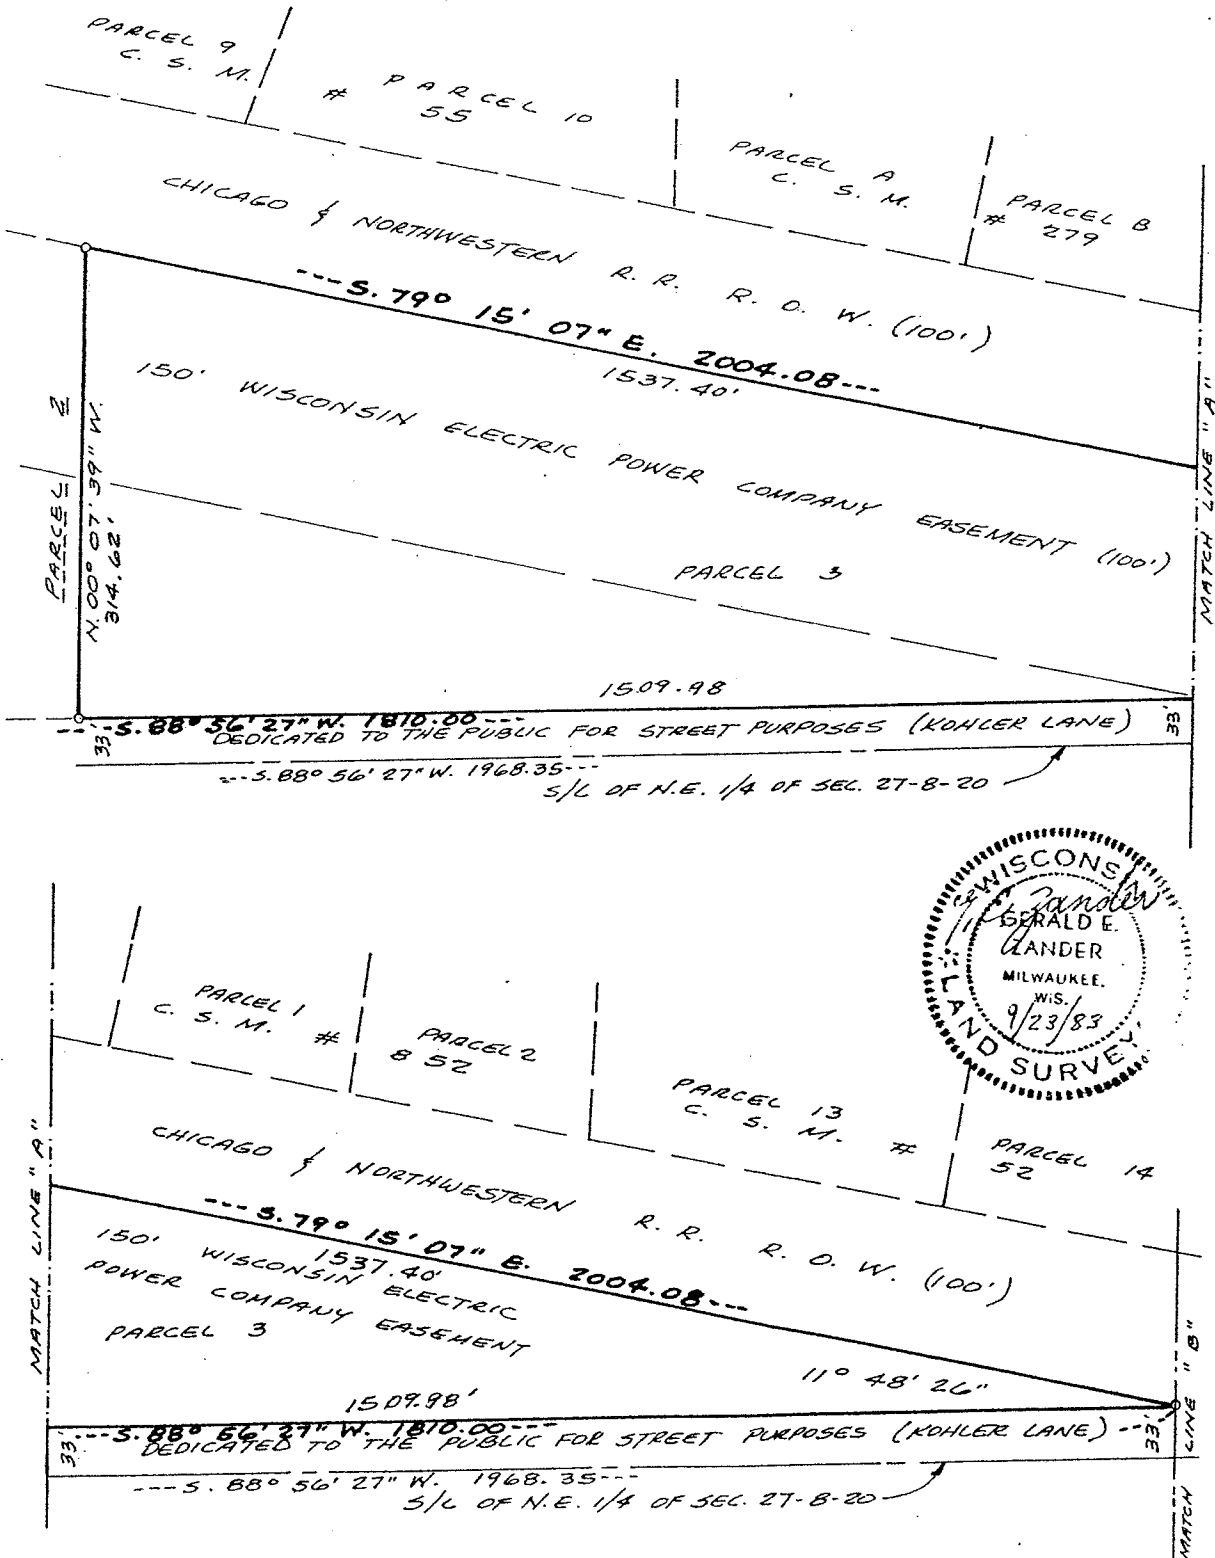 PARCEL 9
C. S. M.
# PARCEL 10
55
PARCEL A
C. S. M.
# PARCEL B
279
CHICAGO & NORTHWESTERN R. R. R. O. W. (100')
---S. 79° 15' 07" E. 2004.08---
1537.40'
150' WISCONSIN ELECTRIC POWER COMPANY EASEMENT (100')
PARCEL 2
N. 00° 07' 39" W.
314.62'
PARCEL 3
MATCH LINE "A"
1509.98
---S. 88° 56' 27" W. 1810.00---
33'
DEDICATED TO THE PUBLIC FOR STREET PURPOSES (KOHLER LANE)
33'
---S. 88° 56' 27" W. 1968.35---
S/L OF N.E. 1/4 OF SEC. 27-8-20
WISCONSIN
GERALD E.
ZANDER
MILWAUKEE,
WIS.
9/23/83
LAND SURVEY
PARCEL 1
C. S. M. #
PARCEL 2
852
PARCEL 13
C. S. M. #
PARCEL 14
52
MATCH LINE "A"
CHICAGO & NORTHWESTERN R. R. R. O. W. (100')
---S. 79° 15' 07" E. 2004.08---
1537.40'
150' WISCONSIN ELECTRIC
POWER COMPANY EASEMENT
PARCEL 3
11° 48' 26"
1509.98'
---S. 88° 56' 27" W. 1810.00---
33'
DEDICATED TO THE PUBLIC FOR STREET PURPOSES (KOHLER LANE)
33'
---S. 88° 56' 27" W. 1968.35---
S/L OF N.E. 1/4 OF SEC. 27-8-20
MATCH LINE "B"